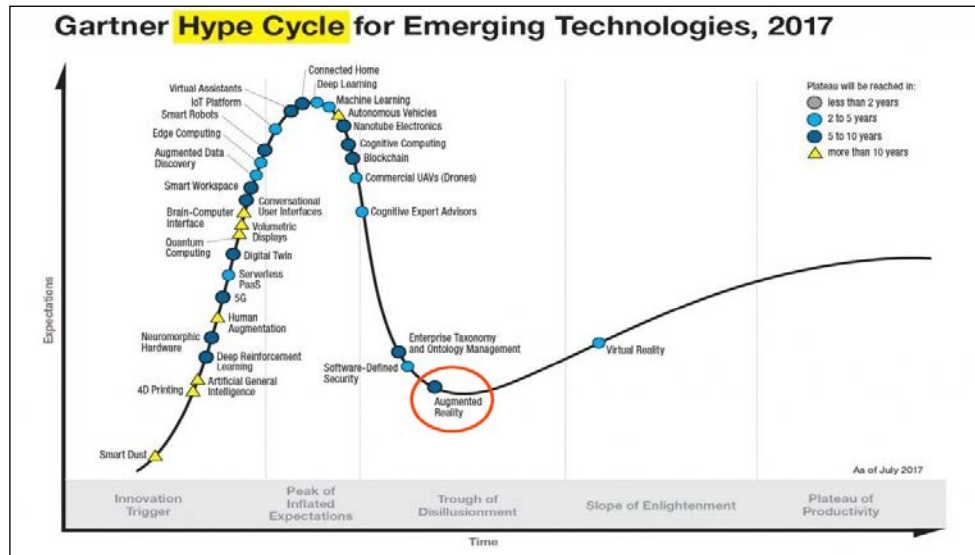 Gartner Hype Cycle for Emerging Technologies, 2017
Expectations
Connected Home
Virtual Assistants
Deep Learning
IoT Platform
Machine Learning
Smart Robots
Autonomous Vehicles
Nanotube Electronics
Edge Computing
Cognitive Computing
Augmented Data
Discovery
Blockchain
Smart Workspace
Commercial UAVs (Drones)
Conversational
User Interfaces
Brain-Computer
Interface
Cognitive Expert Advisors
Volumetric
Displays
Quantum
Computing
Digital Twin
Serverless
PaaS
5G
Human
Augmentation
Neuromorphic
Hardware
Deep Reinforcement
Learning
Artificial General
Intelligence
4D Printing
Smart Dust
Enterprise Taxonomy
and Ontology Management
Software-Defined
Security
Augmented
Reality
Virtual Reality
Plateau will be reached in:
less than 2 years
2 to 5 years
5 to 10 years
more than 10 years
As of July 2017
Innovation
Trigger
Peak of
Inflated
Expectations
Trough of
Disillusionment
Slope of Enlightenment
Plateau of
Productivity
Time